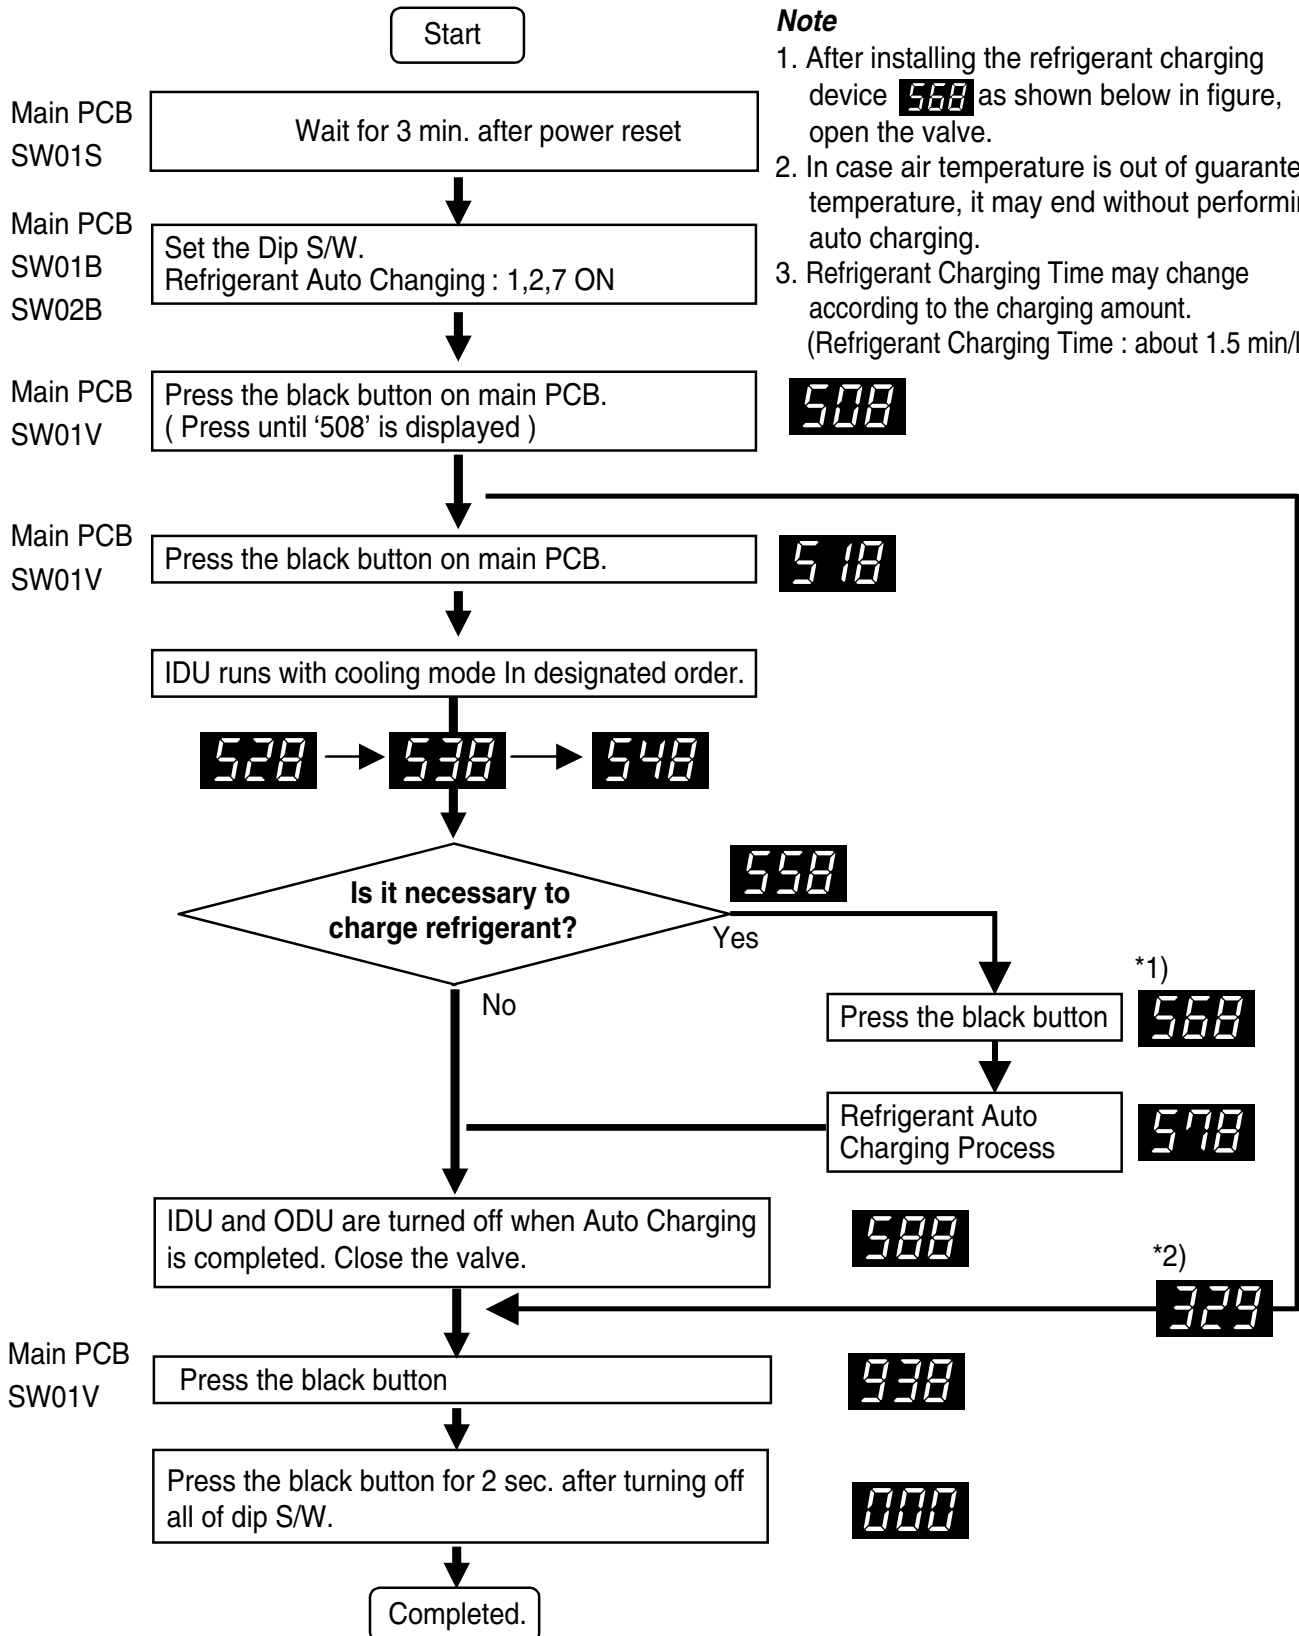 Start
Note
1. After installing the refrigerant charging
device 568 as shown below in figure,
open the valve.
2. In case air temperature is out of guarante
temperature, it may end without performi
auto charging.
3. Refrigerant Charging Time may change
according to the charging amount.
(Refrigerant Charging Time : about 1.5 min/
Main PCB
SW01S
Wait for 3 min. after power reset
Main PCB
SW01B
SW02B
Set the Dip S/W.
Refrigerant Auto Changing : 1,2,7 ON
Main PCB
SW01V
Press the black button on main PCB.
( Press until ‘508’ is displayed )
508
Main PCB
SW01V
Press the black button on main PCB.
518
IDU runs with cooling mode In designated order.
528
538
548
Is it necessary to
charge refrigerant?
558
Yes
No
*1)
Press the black button
568
Refrigerant Auto
Charging Process
578
IDU and ODU are turned off when Auto Charging
is completed. Close the valve.
588
*2)
329
Main PCB
SW01V
Press the black button
938
Press the black button for 2 sec. after turning off
all of dip S/W.
000
Completed.